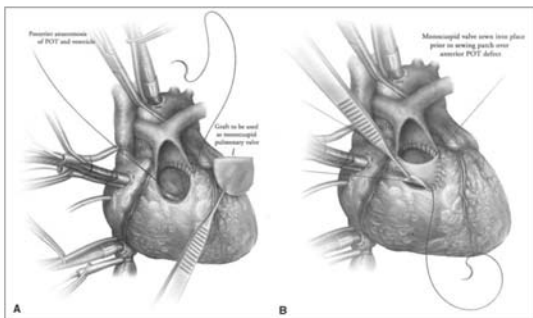 Posterior anastomosis
of POT and ventricle
Graft to be used
as monocuspid
pulmonary valve
A
Monocuspid valve sewn into place
prior to sewing patch over
anterior POT defect
B